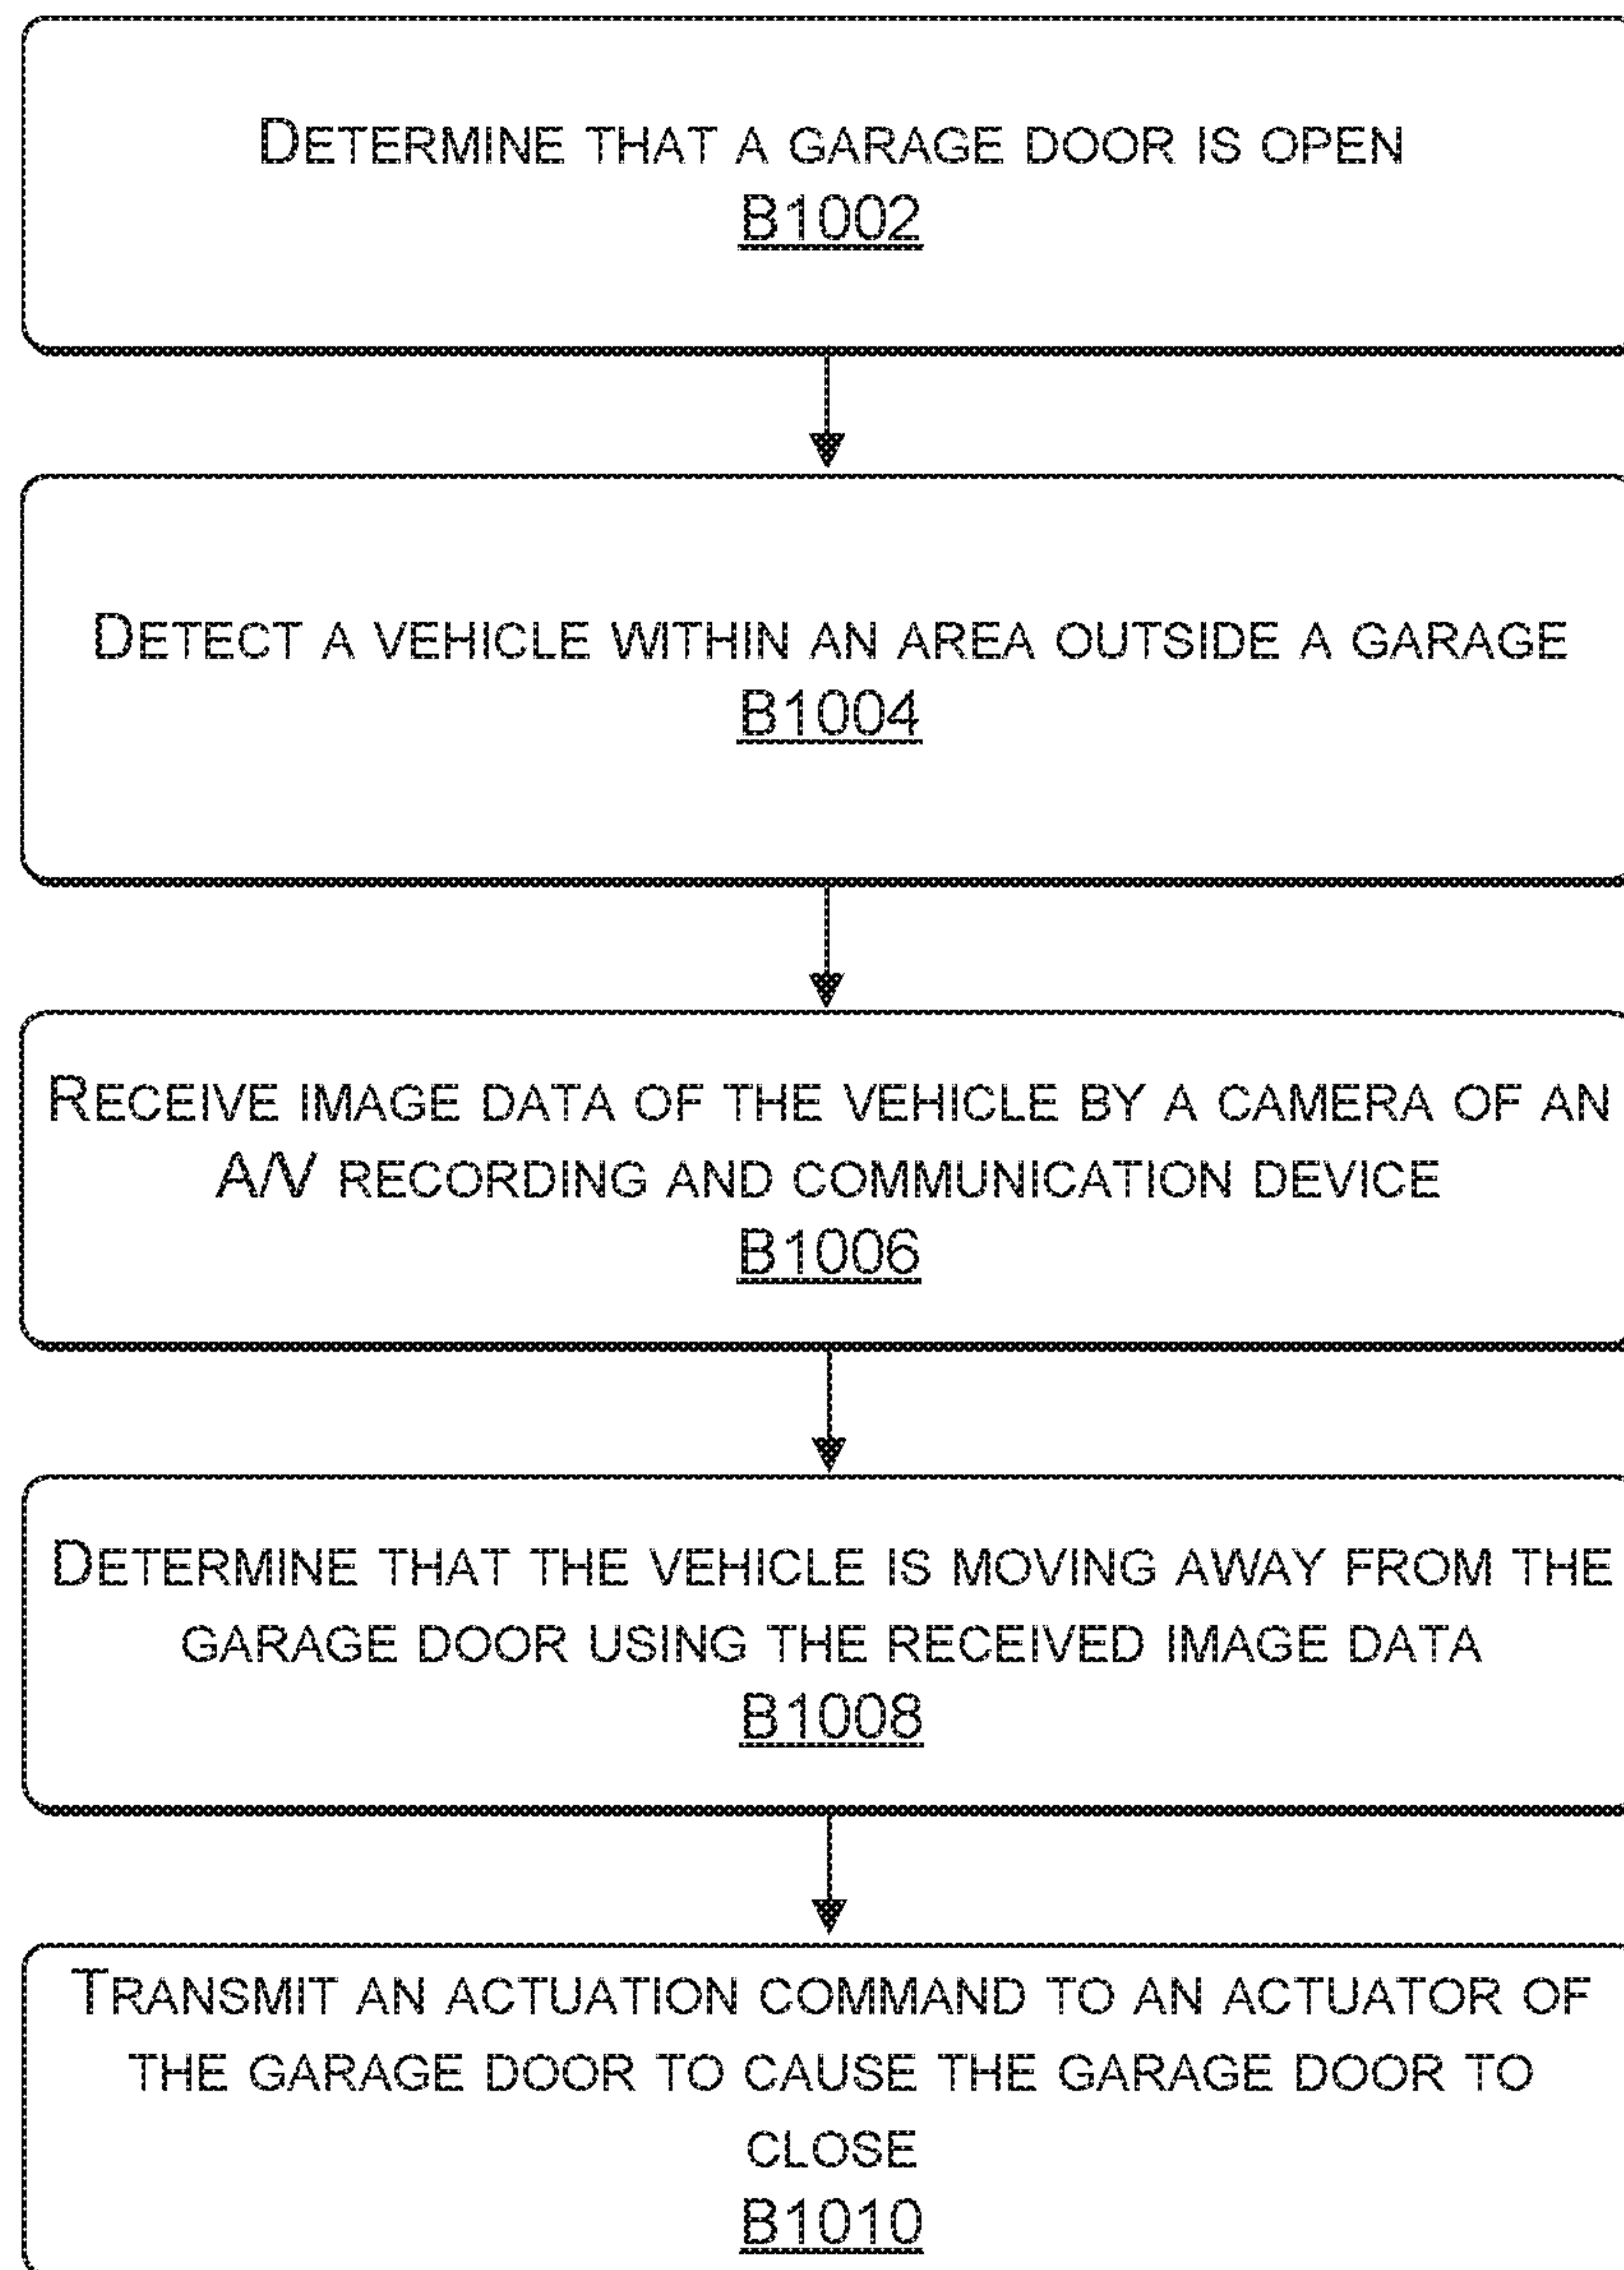 DETERMINE THAT A GARAGE DOOR IS OPEN
B1002
DETECT A VEHICLE WITHIN AN AREA OUTSIDE A GARAGE
B1004
RECEIVE IMAGE DATA OF THE VEHICLE BY A CAMERA OF AN
A/V RECORDING AND COMMUNICATION DEVICE
B1006
DETERMINE THAT THE VEHICLE IS MOVING AWAY FROM THE
GARAGE DOOR USING THE RECEIVED IMAGE DATA
B1008
TRANSMIT AN ACTUATION COMMAND TO AN ACTUATOR OF
THE GARAGE DOOR TO CAUSE THE GARAGE DOOR TO
CLOSE
B1010